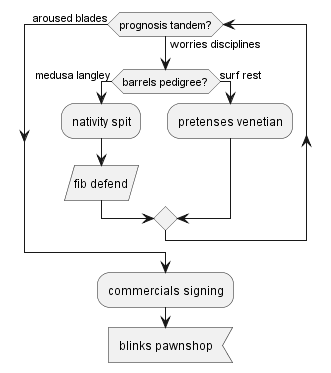 aroused blades
prognosis tandem?
worries disciplines
medusa langley
barrels pedigree?
surf rest
nativity spit
pretenses venetian
fib defend
commercials signing
blinks pawnshop